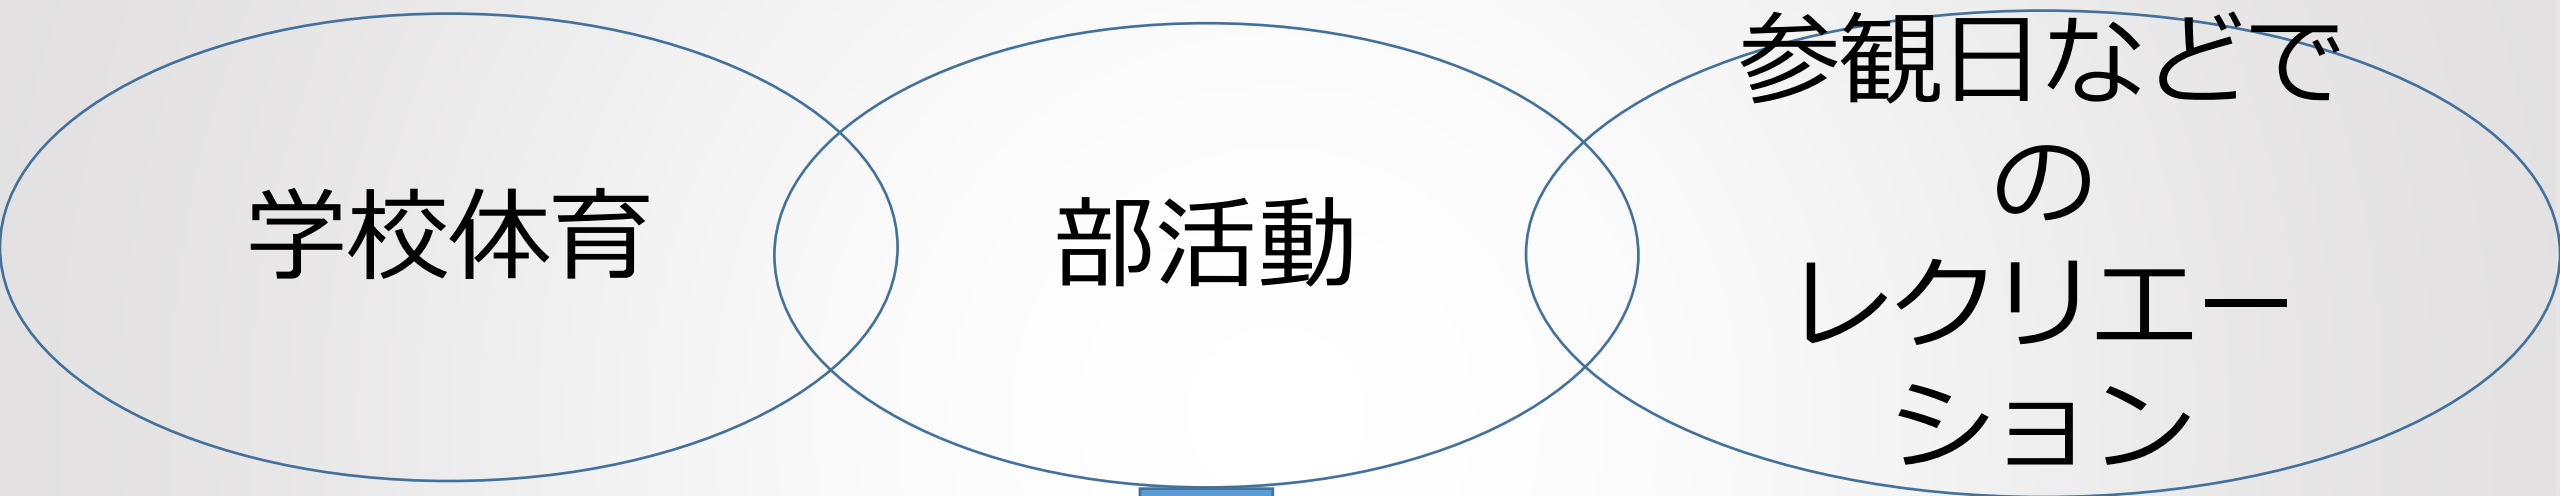 学校体育
部活動
参観日などで
の
レクリエー
ション